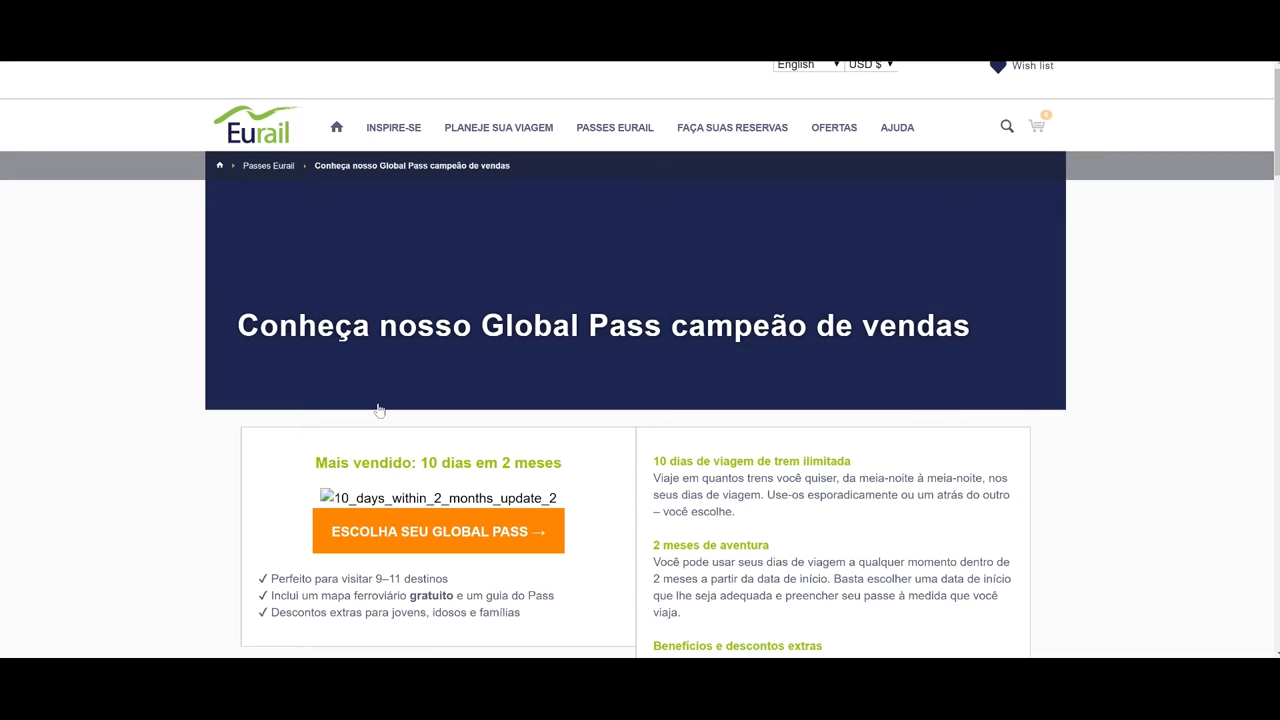 English USD $ Wish list
Eurail INSPIRE-SE PLANEJE SUA VIAGEM PASSES EURAIL FAÇA SUAS RESERVAS OFERTAS AJUDA 0
Passes Eurail Conheça nosso Global Pass campeão de vendas
Conheça nosso Global Pass campeão de vendas
Mais vendido: 10 dias em 2 meses
10_days_within_2_months_update_2
ESCOLHA SEU GLOBAL PASS →
✓ Perfeito para visitar 9–11 destinos
✓ Inclui um mapa ferroviário gratuito e um guia do Pass
✓ Descontos extras para jovens, idosos e famílias
10 dias de viagem de trem ilimitada
Viaje em quantos trens você quiser, da meia-noite à meia-noite, nos
seus dias de viagem. Use-os esporadicamente ou um atrás do outro
– você escolhe.
2 meses de aventura
Você pode usar seus dias de viagem a qualquer momento dentro de
2 meses a partir da data de início. Basta escolher uma data de início
que lhe seja adequada e preencher seu passe à medida que você
viaja.
Benefícios e descontos extras